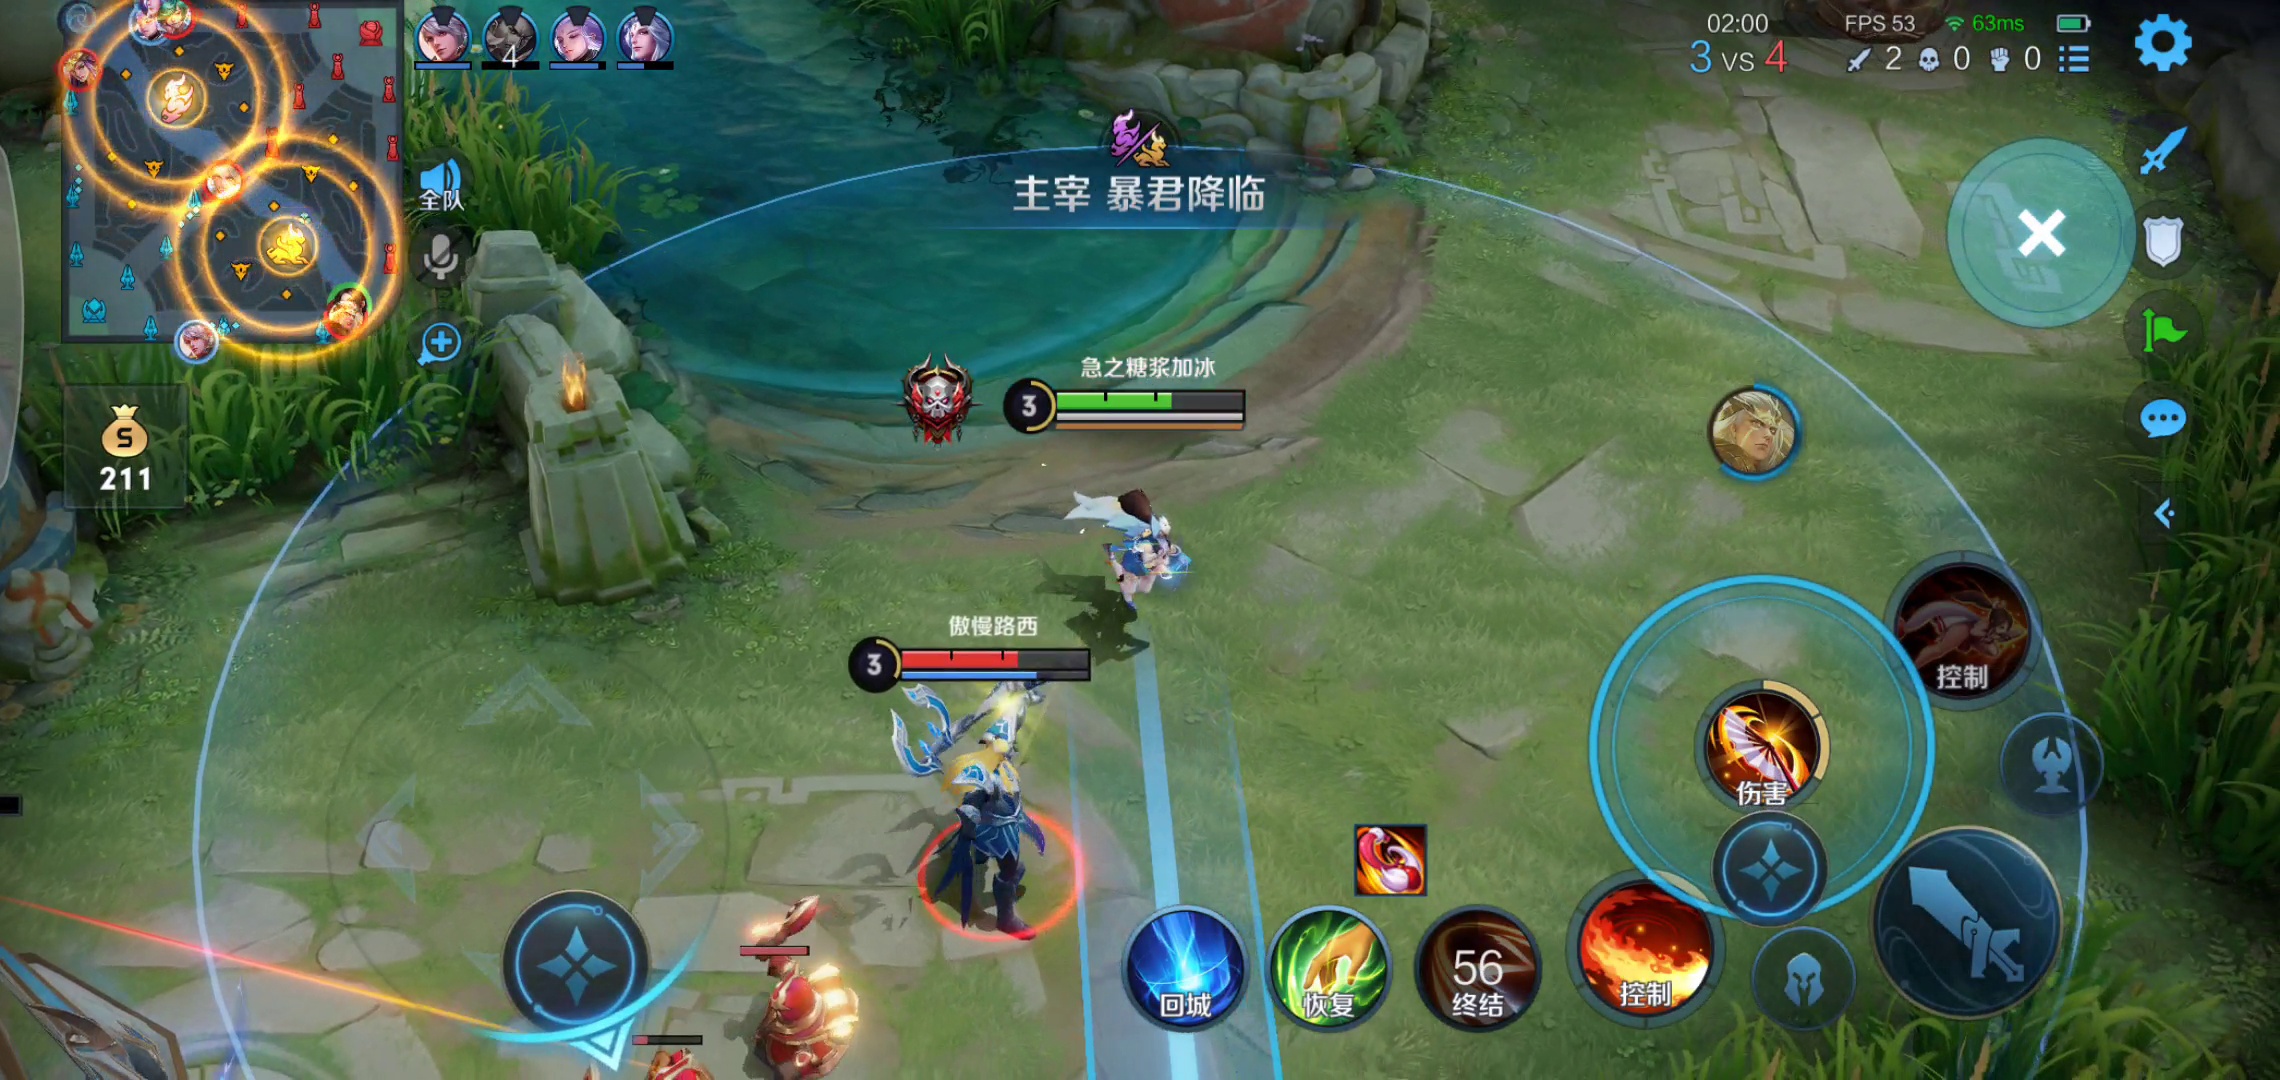 4
02:00
FPS 53
63ms
3 VS 4
2
0
0
全队
主宰 暴君降临
211
急之糖浆加冰
3
傲慢路西
3
控制
伤害
回城
恢复
56
终结
控制